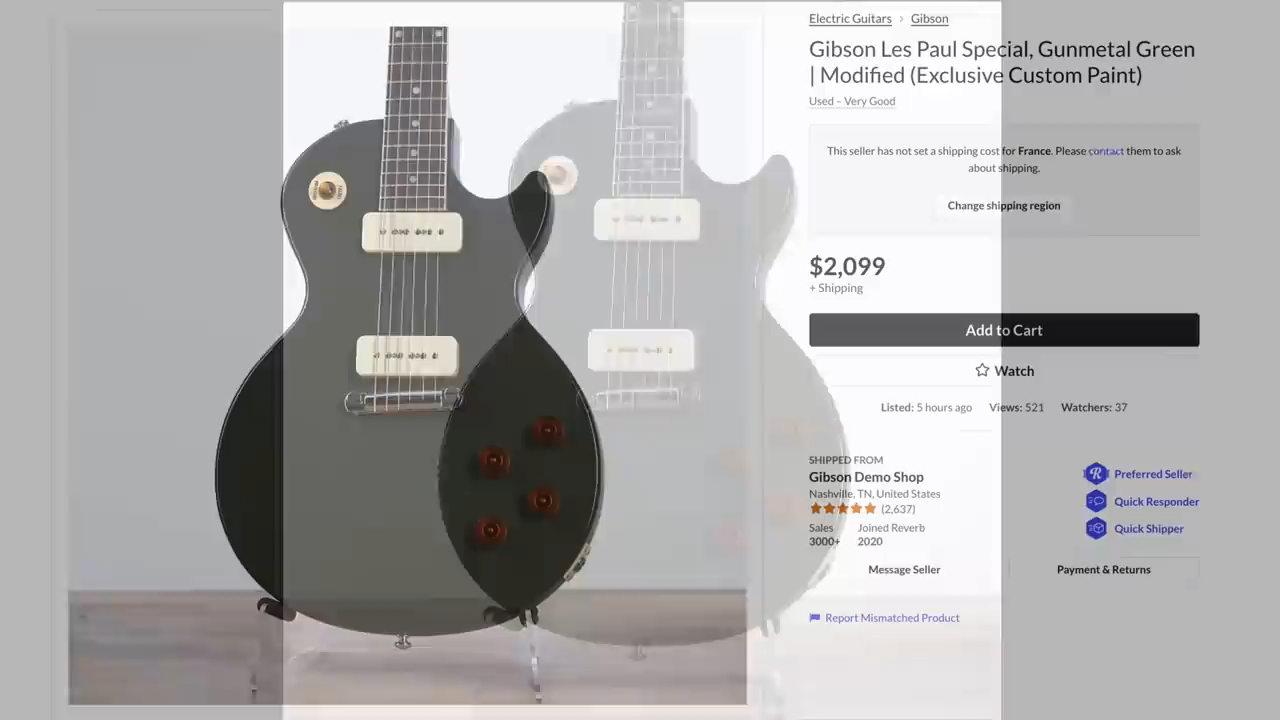 Electric Guitars › Gibson
Gibson Les Paul Special, Gunmetal Green
| Modified (Exclusive Custom Paint)
Used – Very Good
This seller has not set a shipping cost for France. Please contact them to ask
about shipping.
Change shipping region
$2,099
+ Shipping
Add to Cart
Watch
Listed: 5 hours ago Views: 521 Watchers: 37
SHIPPED FROM
Gibson Demo Shop
Nashville, TN, United States
(2,637)
Sales Joined Reverb
3000+ 2020
Preferred Seller
Quick Responder
Quick Shipper
Message Seller Payment & Returns
Report Mismatched Product